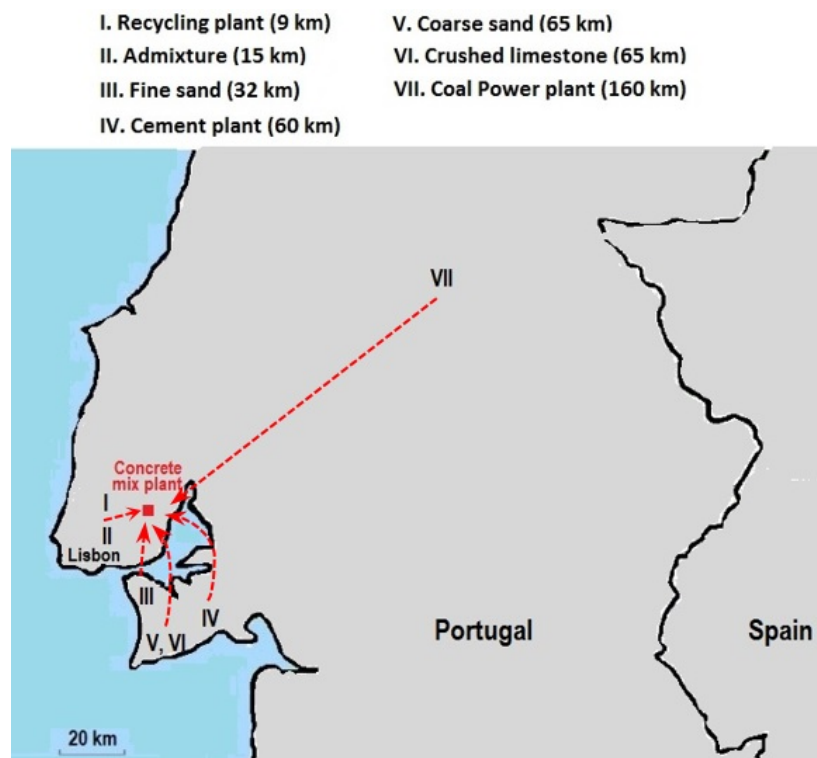 I. Recycling plant (9 km)
II. Admixture (15 km)
III. Fine sand (32 km)
IV. Cement plant (60 km)
V. Coarse sand (65 km)
VI. Crushed limestone (65 km)
VII. Coal Power plant (160 km)
VII
Concrete
mix plant
I
II
Lisbon
III
IV
V, VI
Portugal
Spain
20 km